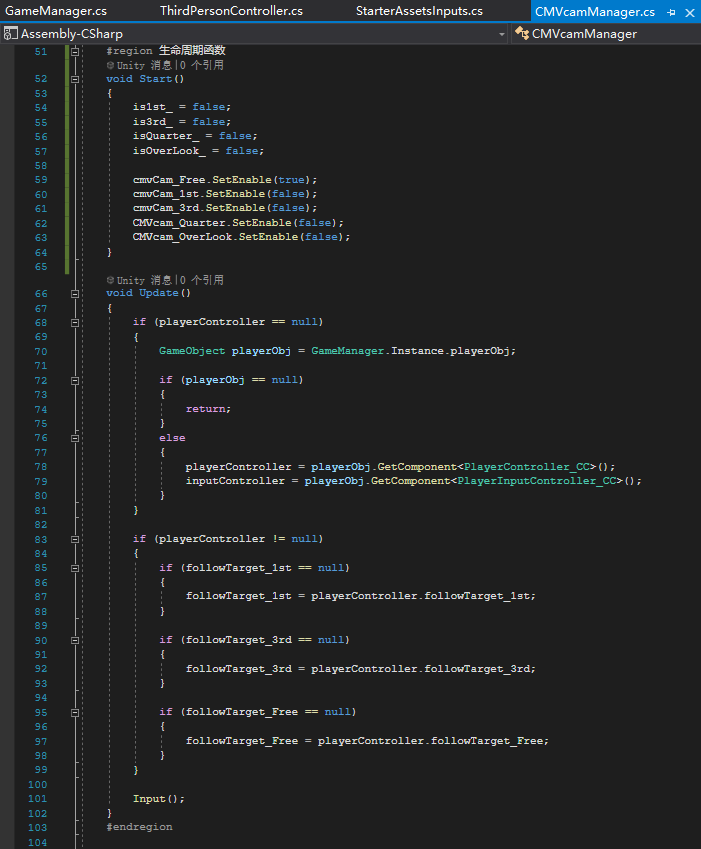 GameManager.cs ThirdPersonController.cs StarterAssetsInputs.cs CMVcamManager.cs
Assembly-CSharp CMVcamManager
51 #region 生命周期函数
Unity 消息|0 个引用
52 void Start()
53 {
54 is1st_ = false;
55 is3rd_ = false;
56 isQuarter_ = false;
57 isOverLook_ = false;
58
59 cmvCam_Free.SetEnable(true);
60 cmvCam_1st.SetEnable(false);
61 cmvCam_3rd.SetEnable(false);
62 CMVcam_Quarter.SetEnable(false);
63 CMVcam_OverLook.SetEnable(false);
64 }
65
Unity 消息|0 个引用
66 void Update()
67 {
68 if (playerController == null)
69 {
70 GameObject playerObj = GameManager.Instance.playerObj;
71
72 if (playerObj == null)
73 {
74 return;
75 }
76 else
77 {
78 playerController = playerObj.GetComponent<PlayerController_CC>();
79 inputController = playerObj.GetComponent<PlayerInputController_CC>();
80 }
81 }
82
83 if (playerController != null)
84 {
85 if (followTarget_1st == null)
86 {
87 followTarget_1st = playerController.followTarget_1st;
88 }
89
90 if (followTarget_3rd == null)
91 {
92 followTarget_3rd = playerController.followTarget_3rd;
93 }
94
95 if (followTarget_Free == null)
96 {
97 followTarget_Free = playerController.followTarget_Free;
98 }
99 }
100
101 Input();
102 }
103 #endregion
104